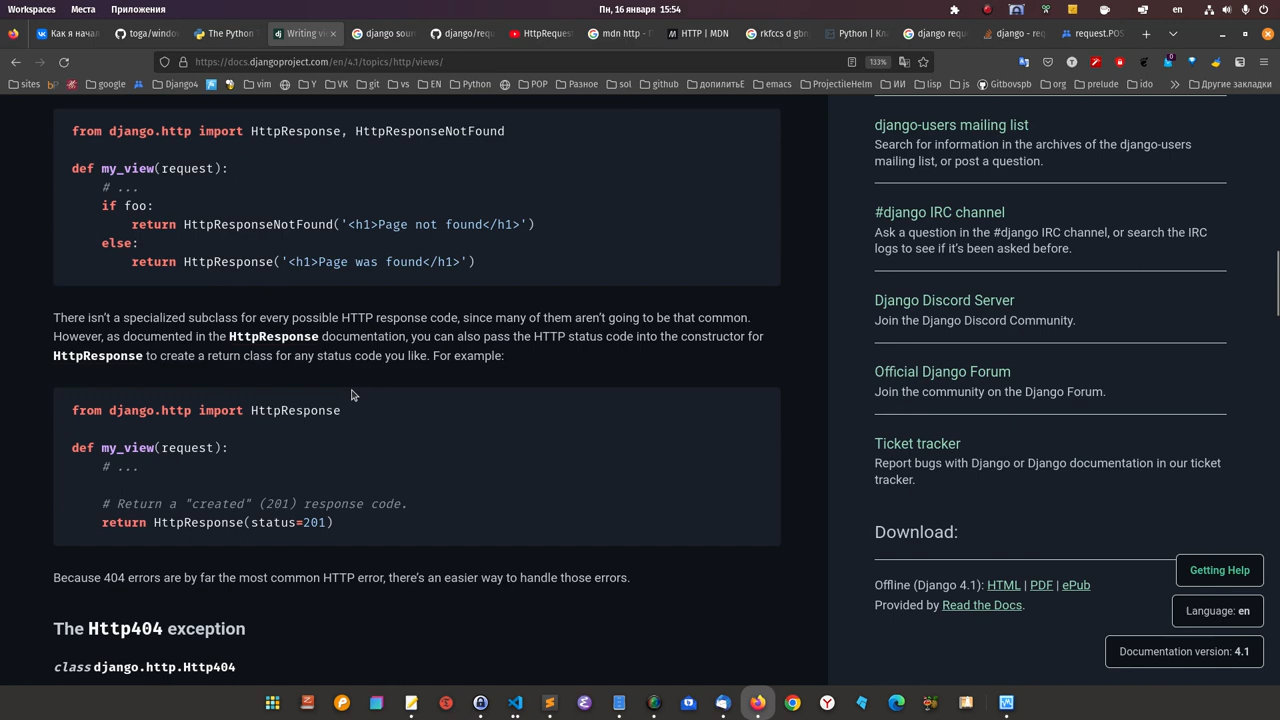 Workspaces Места Приложения Пн, 16 января 15:54 en
Как я начал toga/window The Python Writing vie django sour django/requ HttpRequest mdn http - П HTTP | MDN rkfccs d gbn Python | Кл django requ django - req request.POS
https://docs.djangoproject.com/en/4.1/topics/http/views/ 133%
sites google Django4 vim Y VK git vs EN Python POP Разное sol github допилитьЕ emacs ProjectileHelm ИИ lisp js Gitbovspb org prelude ido Другие закладки
from django.http import HttpResponse, HttpResponseNotFound
def my_view(request):
# ...
if foo:
return HttpResponseNotFound('<h1>Page not found</h1>')
else:
return HttpResponse('<h1>Page was found</h1>')
There isn’t a specialized subclass for every possible HTTP response code, since many of them aren’t going to be that common.
However, as documented in the HttpResponse documentation, you can also pass the HTTP status code into the constructor for
HttpResponse to create a return class for any status code you like. For example:
from django.http import HttpResponse
def my_view(request):
# ...
# Return a "created" (201) response code.
return HttpResponse(status=201)
Because 404 errors are by far the most common HTTP error, there’s an easier way to handle those errors.
The Http404 exception
class django.http.Http404
django-users mailing list
Search for information in the archives of the django-users
mailing list, or post a question.
#django IRC channel
Ask a question in the #django IRC channel, or search the IRC
logs to see if it’s been asked before.
Django Discord Server
Join the Django Discord Community.
Official Django Forum
Join the community on the Django Forum.
Ticket tracker
Report bugs with Django or Django documentation in our ticket
tracker.
Download:
Offline (Django 4.1): HTML | PDF | ePub
Provided by Read the Docs.
Getting Help
Language: en
Documentation version: 4.1